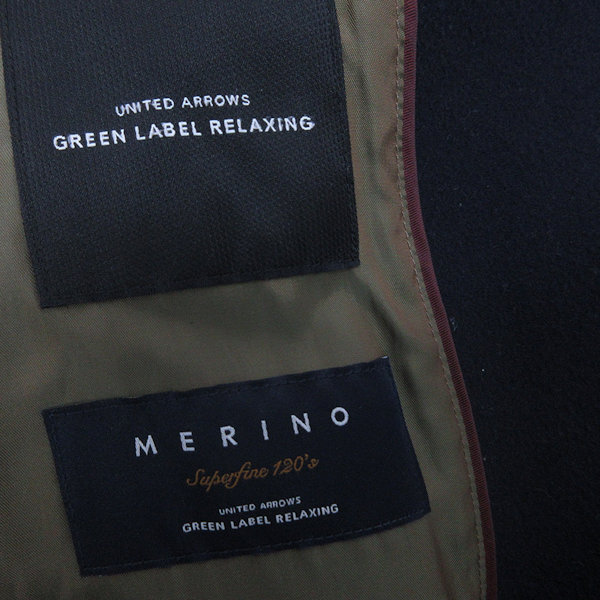 UNITED ARROWS
GREEN LABEL RELAXING
MERINO
Superfine 120's
UNITED ARROWS
GREEN LABEL RELAXING